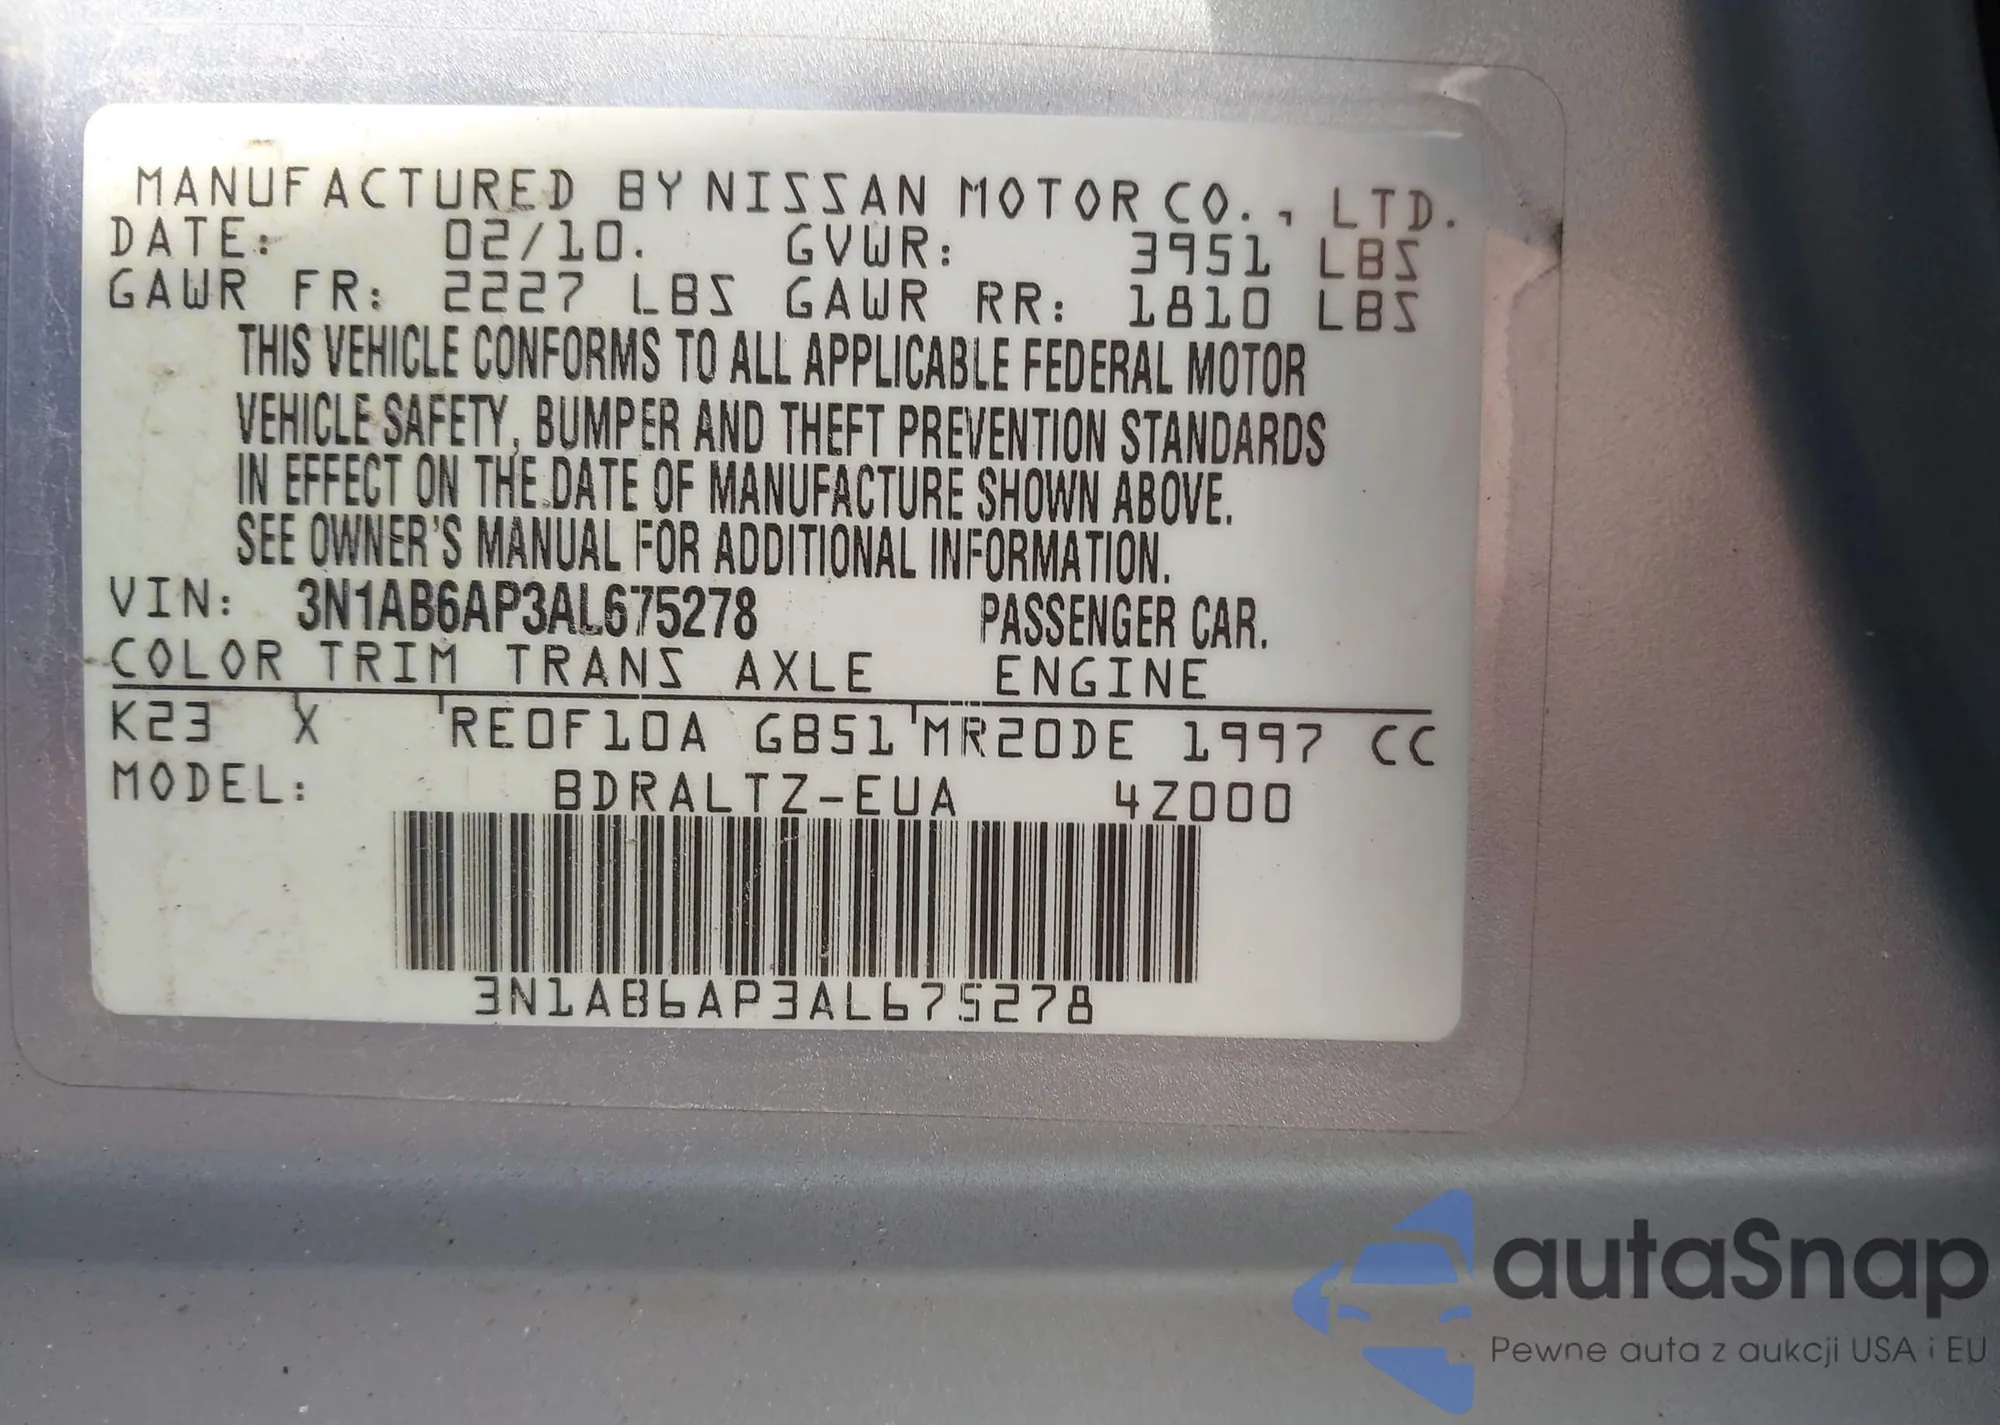 MANUFACTURED BY NISSAN MOTOR CO., LTD.
DATE: 02/10. GVWR: 3951 LBS
GAWR FR: 2227 LBS GAWR RR: 1810 LBS
THIS VEHICLE CONFORMS TO ALL APPLICABLE FEDERAL MOTOR
VEHICLE SAFETY, BUMPER AND THEFT PREVENTION STANDARDS
IN EFFECT ON THE DATE OF MANUFACTURE SHOWN ABOVE.
SEE OWNER'S MANUAL FOR ADDITIONAL INFORMATION.
VIN: 3N1AB6AP3AL675278 PASSENGER CAR.
COLOR TRIM TRANS AXLE ENGINE
K23 X RE0F10A GB51 MR20DE 1997 CC
MODEL: BDRALTZ-EUA 4Z000
3N1AB6AP3AL675278
autaSnap
Pewne auta z aukcji USA i EU